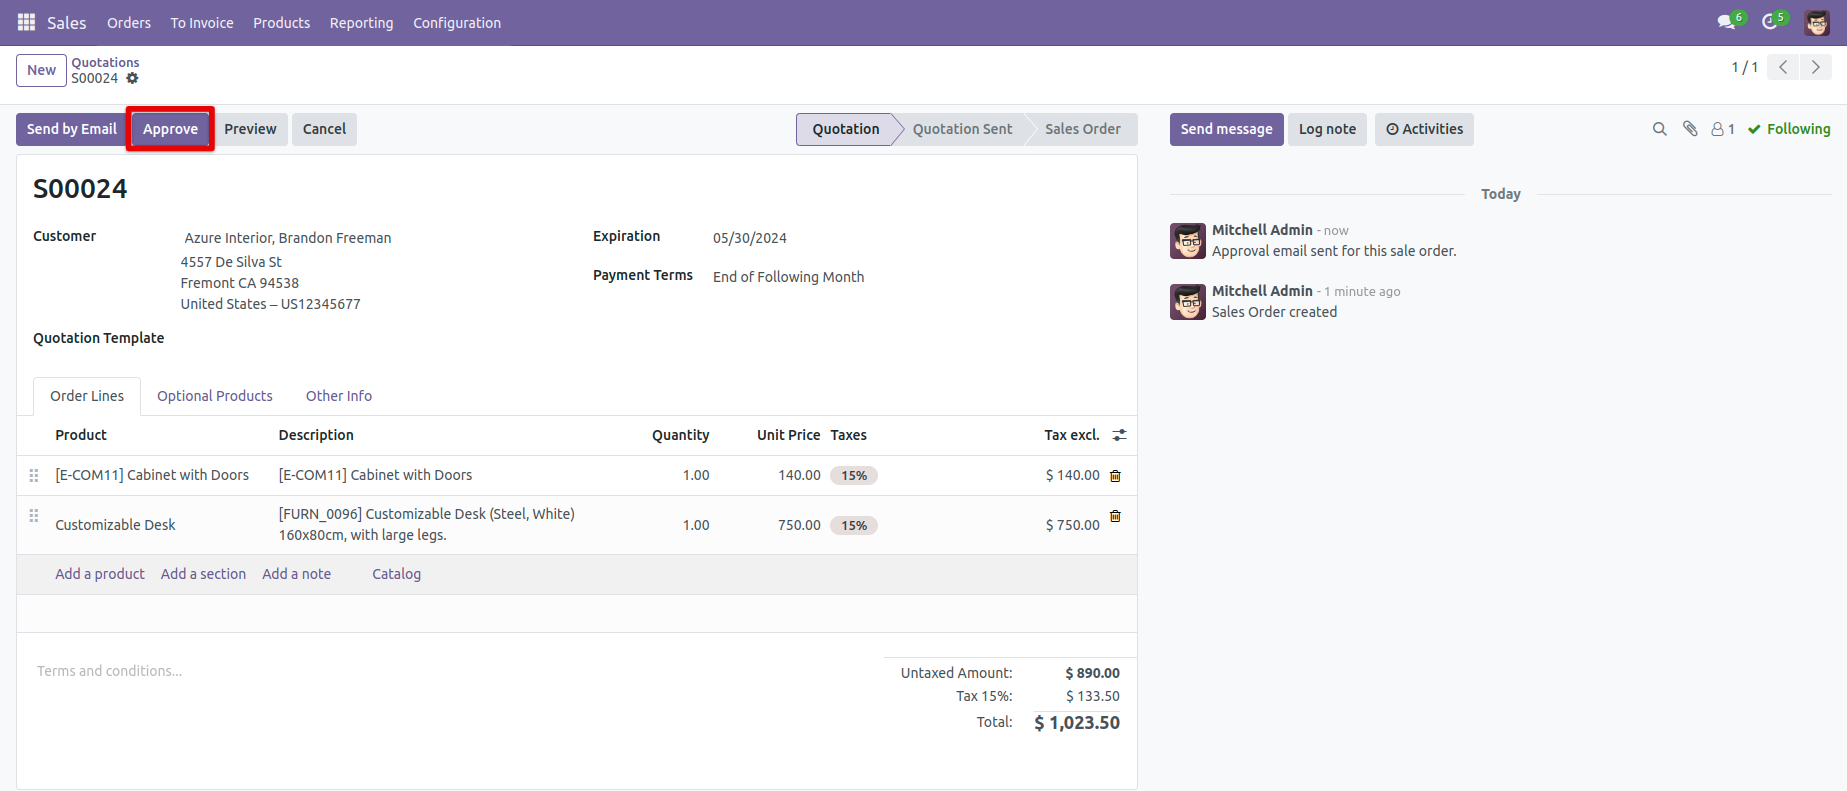 Sales Orders To Invoice Products Reporting Configuration 6 5
New Quotations
S00024
1 / 1
Send by Email Approve Preview Cancel Quotation Quotation Sent Sales Order
Send message Log note Activities 1 Following
S00024
Customer Azure Interior, Brandon Freeman
4557 De Silva St
Fremont CA 94538
United States – US12345677
Expiration 05/30/2024
Payment Terms End of Following Month
Quotation Template
Order Lines Optional Products Other Info
Product Description Quantity Unit Price Taxes Tax excl.
[E-COM11] Cabinet with Doors [E-COM11] Cabinet with Doors 1.00 140.00 15% $ 140.00
Customizable Desk [FURN_0096] Customizable Desk (Steel, White)
160x80cm, with large legs. 1.00 750.00 15% $ 750.00
Add a product Add a section Add a note Catalog
Terms and conditions...
Untaxed Amount: $ 890.00
Tax 15%: $ 133.50
Total: $ 1,023.50
Today
Mitchell Admin - now
Approval email sent for this sale order.
Mitchell Admin - 1 minute ago
Sales Order created